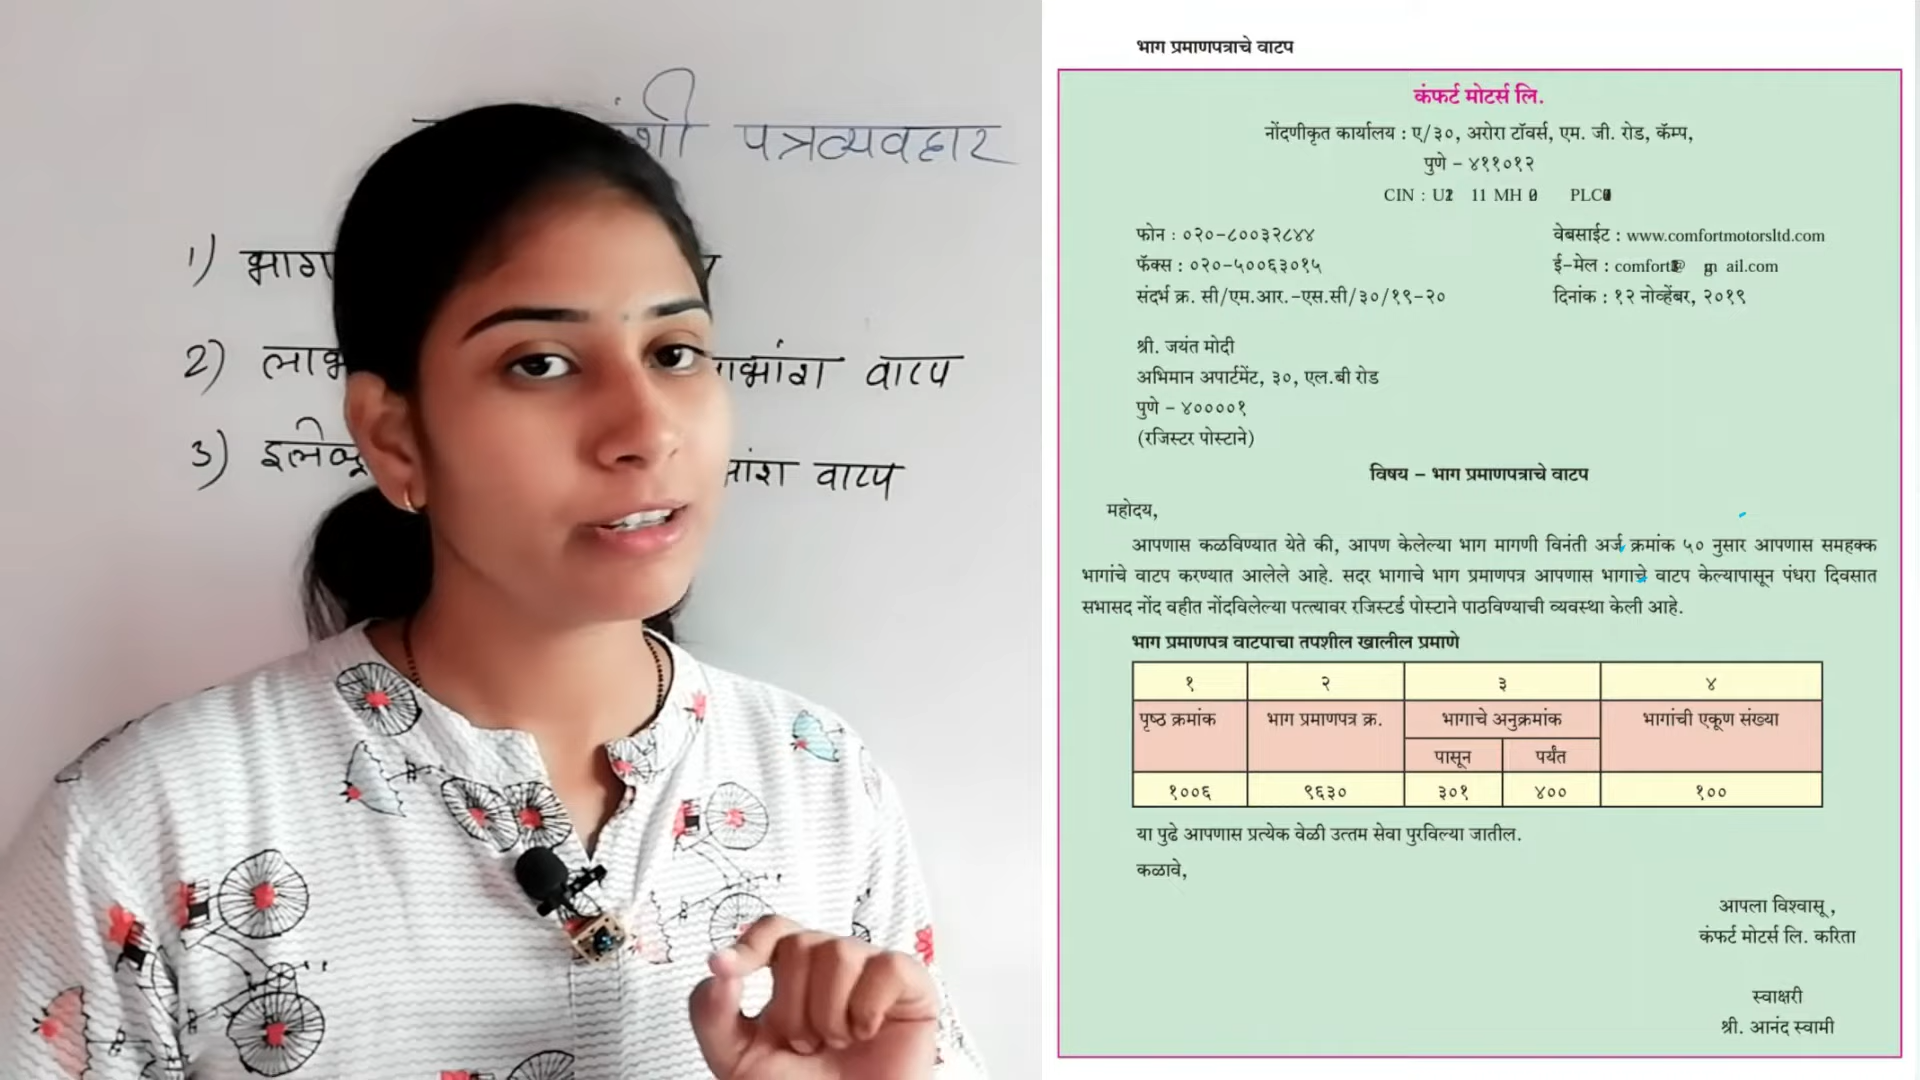 पत्रव्यवहार
1) भाग
2) लाभ
वाटप
3)
वाटप
भाग प्रमाणपत्राचे वाटप
कंफर्ट मोटर्स लि.
नोंदणीकृत कार्यालय : ए/३०, अरोरा टॉवर्स, एम. जी. रोड, कॅम्प,
पुणे – ४११०१२
CIN :
फोन : ०२०-८००३२८४४
वेबसाईट : www.comfortmotorsltd.com
फॅक्स : ०२०-५००६३०१५
ई-मेल :
संदर्भ क्र. सी/एम.आर.-एस.सी/३०/१९-२०
दिनांक : १२ नोव्हेंबर, २०१९
श्री. जयंत मोदी
अभिमान अपार्टमेंट, ३०, एल.बी रोड
पुणे – ४००००१
(रजिस्टर पोस्टाने)
विषय – भाग प्रमाणपत्राचे वाटप
महोदय,
आपणास कळविण्यात येते की, आपण केलेल्या भाग मागणी विनंती अर्ज क्रमांक ५० नुसार आपणास समहक्क
भागांचे वाटप करण्यात आलेले आहे. सदर भागाचे भाग प्रमाणपत्र आपणास भागाचे वाटप केल्यापासून पंधरा दिवसात
सभासद नोंद वहीत नोंदविलेल्या पत्त्यावर रजिस्टर्ड पोस्टाने पाठविण्याची व्यवस्था केली आहे.
भाग प्रमाणपत्र वाटपाचा तपशील खालील प्रमाणे
१ २ ३ ४
पृष्ठ क्रमांक भाग प्रमाणपत्र क्र. भागाचे अनुक्रमांक भागांची एकूण संख्या
पासून पर्यंत
१००६ ९६३० ३०१ ४०० १००
या पुढे आपणास प्रत्येक वेळी उत्तम सेवा पुरविल्या जातील.
कळावे,
आपला विश्वासू ,
कंफर्ट मोटर्स लि. करिता
स्वाक्षरी
श्री. आनंद स्वामी